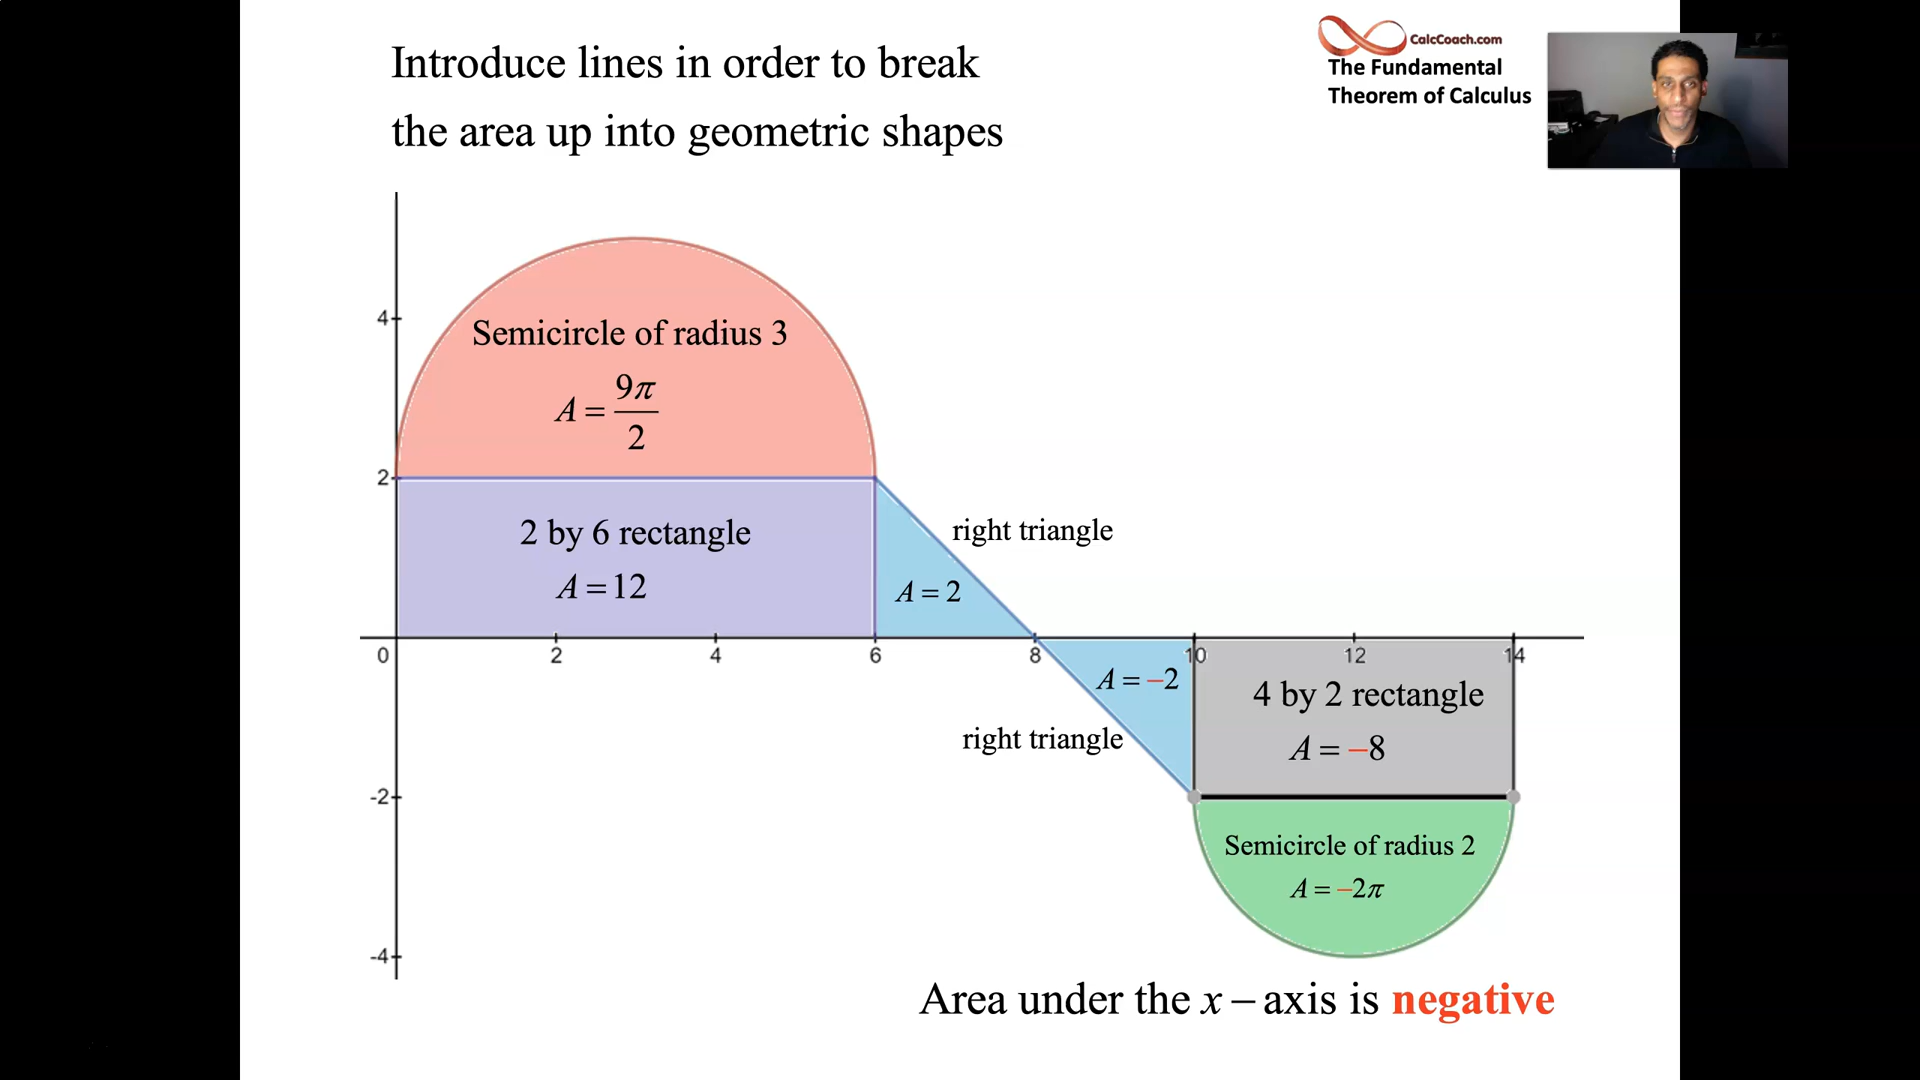 Introduce lines in order to break
the area up into geometric shapes
CalcCoach.com
The Fundamental
Theorem of Calculus
4
Semicircle of radius 3
A = 9π/2
2
2 by 6 rectangle
A = 12
right triangle
A = 2
0 2 4 6 8 10 12 14
A = −2
4 by 2 rectangle
right triangle
A = −8
-2
Semicircle of radius 2
A = −2π
-4
Area under the x – axis is negative